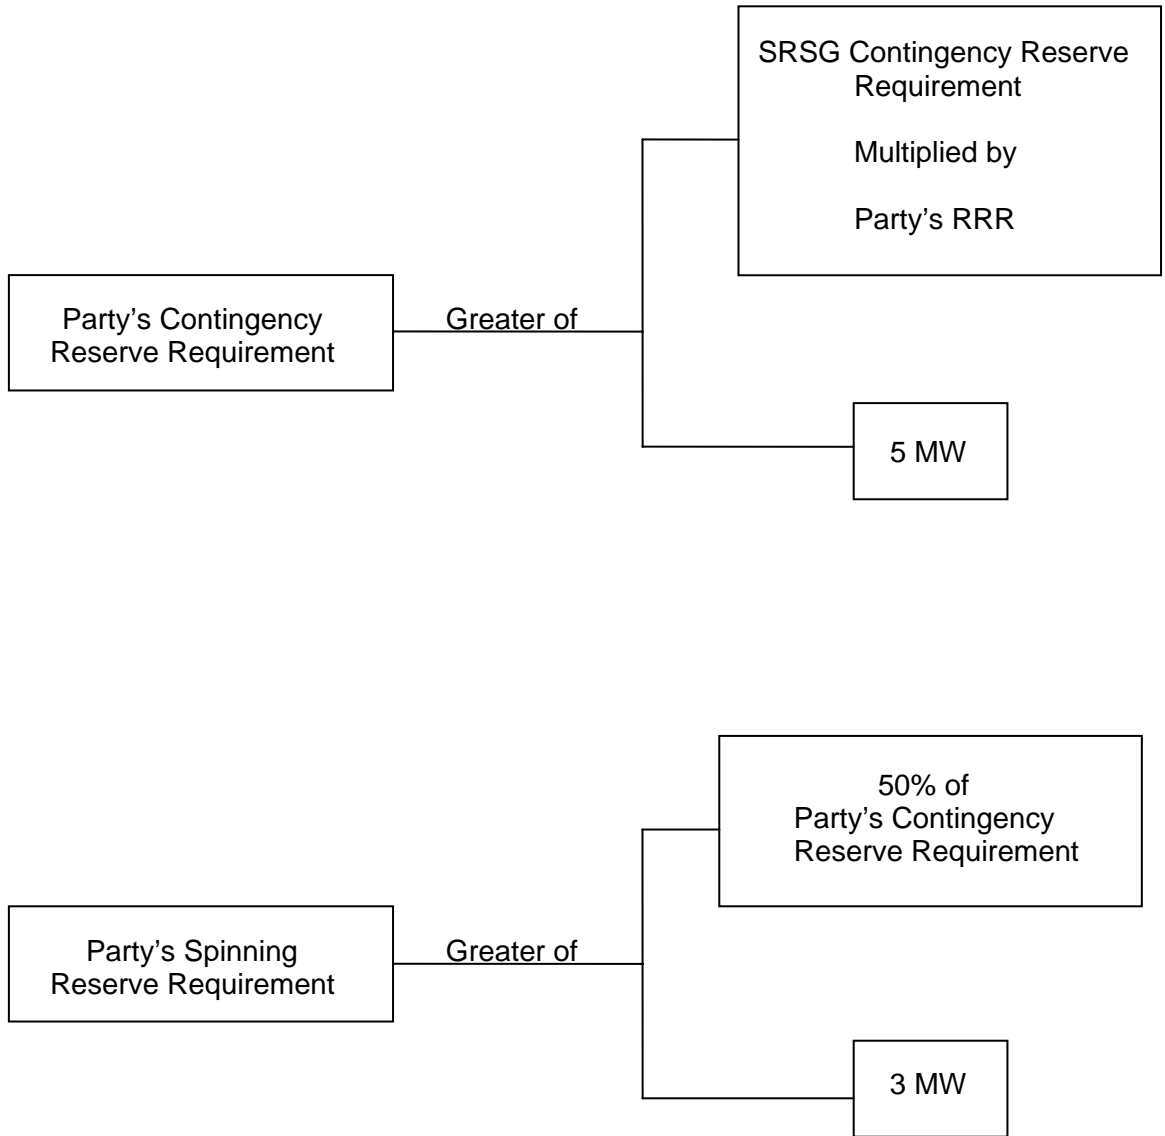 SRSG Contingency Reserve
Requirement
Multiplied by
Party’s RRR
Party’s Contingency
Reserve Requirement
Greater of
5 MW
50% of
Party’s Contingency
Reserve Requirement
Party’s Spinning
Reserve Requirement
Greater of
3 MW